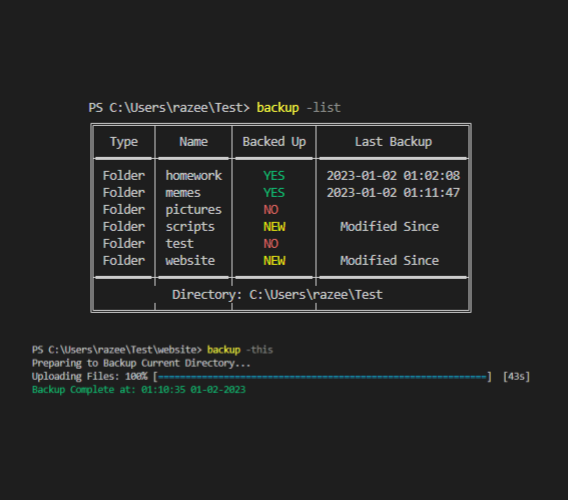 PS C:\Users\razee\Test> backup -list
Type Name Backed Up Last Backup
Folder homework YES 2023-01-02 01:02:08
Folder memes YES 2023-01-02 01:11:47
Folder pictures NO
Folder scripts NEW Modified Since
Folder test NO
Folder website NEW Modified Since
Directory: C:\Users\razee\Test
PS C:\Users\razee\Test\website> backup -this
Preparing to Backup Current Directory...
Uploading Files: 100% [==============================================================] [43s]
Backup Complete at: 01:10:35 01-02-2023